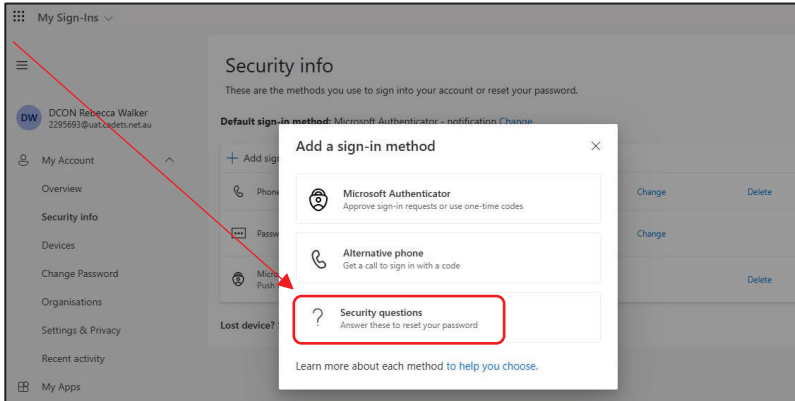 My Sign-Ins
Security info
These are the methods you use to sign into your account or reset your password.
DW
DCON Rebecca Walker
2295693@uat.cadets.net.au
Default sign-in method: Microsoft Authenticator - notification Change
My Account
Overview
Security info
Devices
Change Password
Organisations
Settings & Privacy
Recent activity
My Apps
Add sign
Phone
Change
Delete
Passw
Change
Micro
Push
Delete
Lost device?
Add a sign-in method
Microsoft Authenticator
Approve sign-in requests or use one-time codes
Alternative phone
Get a call to sign in with a code
Security questions
Answer these to reset your password
Learn more about each method to help you choose.